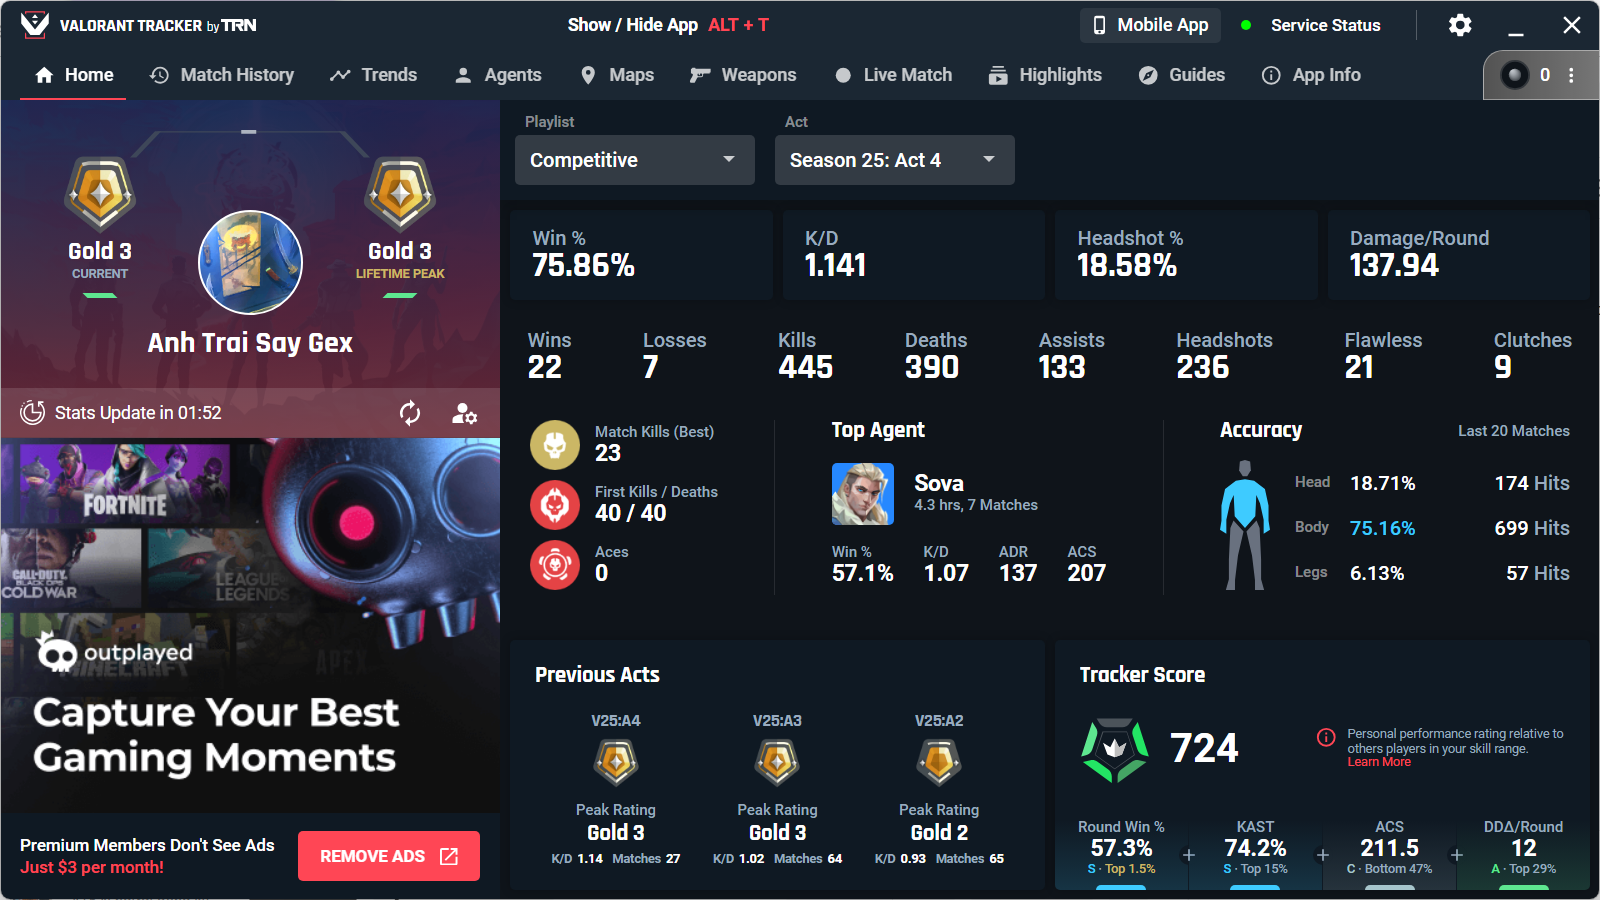 VALORANT TRACKER by TRN
Show / Hide App ALT + T
Mobile App
Service Status
Home
Match History
Trends
Agents
Maps
Weapons
Live Match
Highlights
Guides
App Info
0
Gold 3
CURRENT
Gold 3
LIFETIME PEAK
Anh Trai Say Gex
Stats Update in 01:52
FORTNITE
CALL OF DUTY
BLACK OPS
COLD WAR
LEAGUE
LEGENDS
MINECRAFT
APEX
outplayed
Capture Your Best
Gaming Moments
Premium Members Don't See Ads
Just $3 per month!
REMOVE ADS
Playlist
Competitive
Act
Season 25: Act 4
Win %
75.86%
K/D
1.141
Headshot %
18.58%
Damage/Round
137.94
Wins
22
Losses
7
Kills
445
Deaths
390
Assists
133
Headshots
236
Flawless
21
Clutches
9
Match Kills (Best)
23
First Kills / Deaths
40 / 40
Aces
0
Top Agent
Sova
4.3 hrs, 7 Matches
Win %
57.1%
K/D
1.07
ADR
137
ACS
207
Accuracy
Last 20 Matches
Head 18.71% 174 Hits
Body 75.16% 699 Hits
Legs 6.13% 57 Hits
Previous Acts
V25:A4
Peak Rating
Gold 3
K/D 1.14 Matches 27
V25:A3
Peak Rating
Gold 3
K/D 1.02 Matches 64
V25:A2
Peak Rating
Gold 2
K/D 0.93 Matches 65
Tracker Score
724
Personal performance rating relative to
others players in your skill range.
Learn More
Round Win %
57.3%
S · Top 1.5%
+
KAST
74.2%
S · Top 15%
+
ACS
211.5
C · Bottom 47%
+
DDΔ/Round
12
A · Top 29%